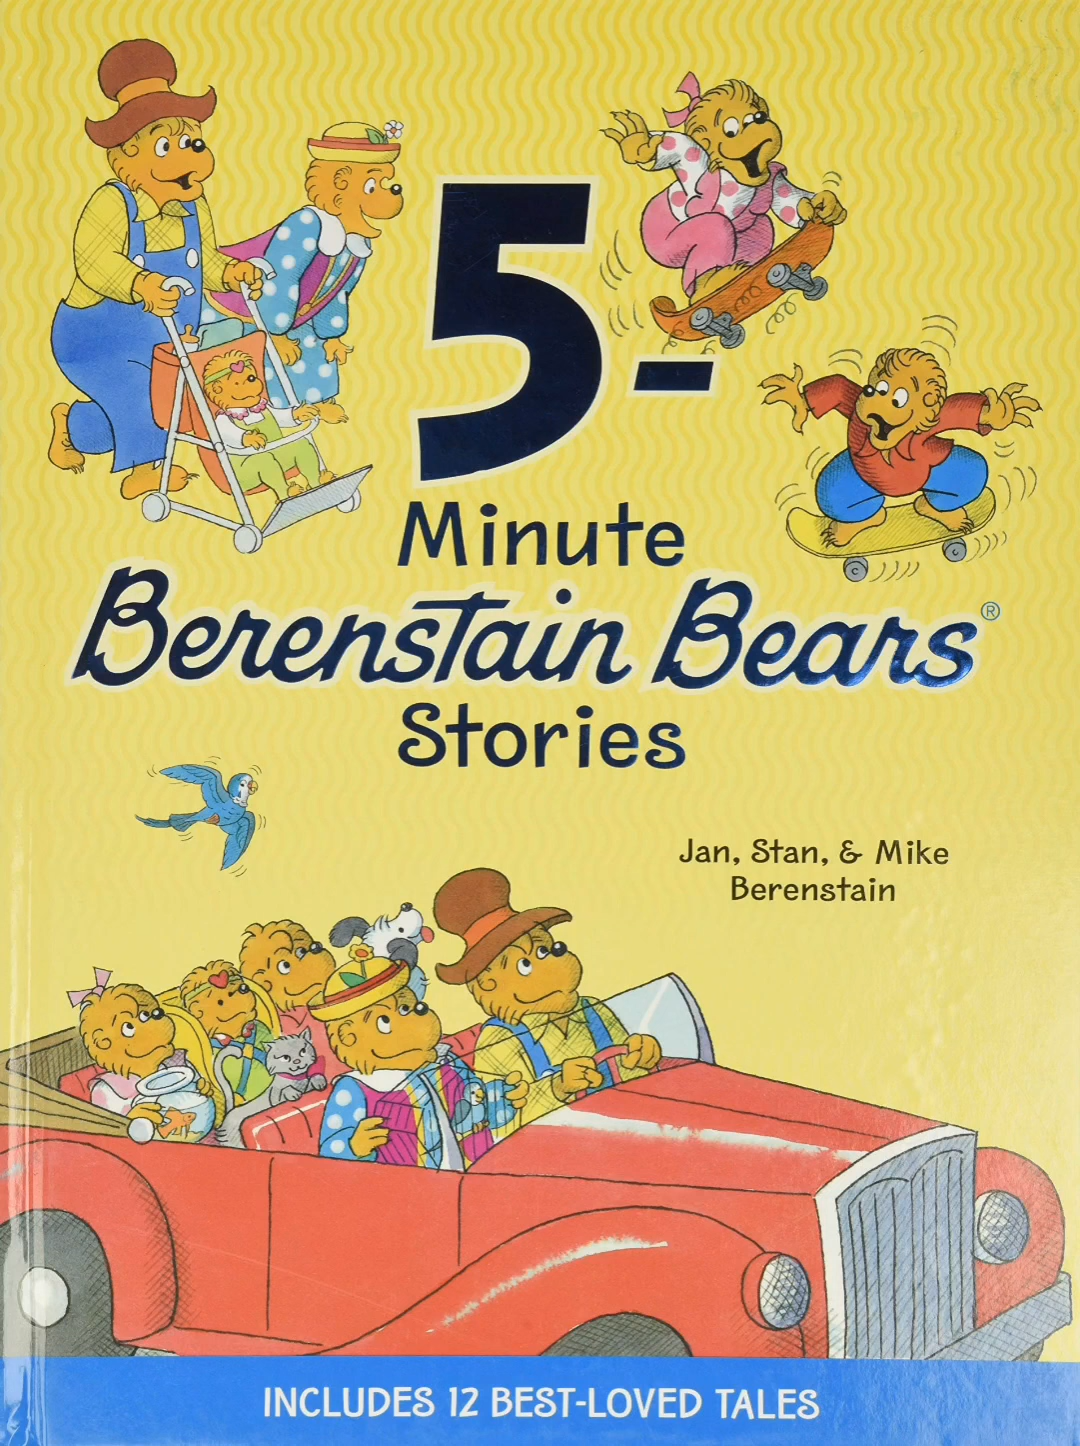 5-
Minute
Berenstain Bears®
Stories
Jan, Stan, & Mike
Berenstain
INCLUDES 12 BEST-LOVED TALES